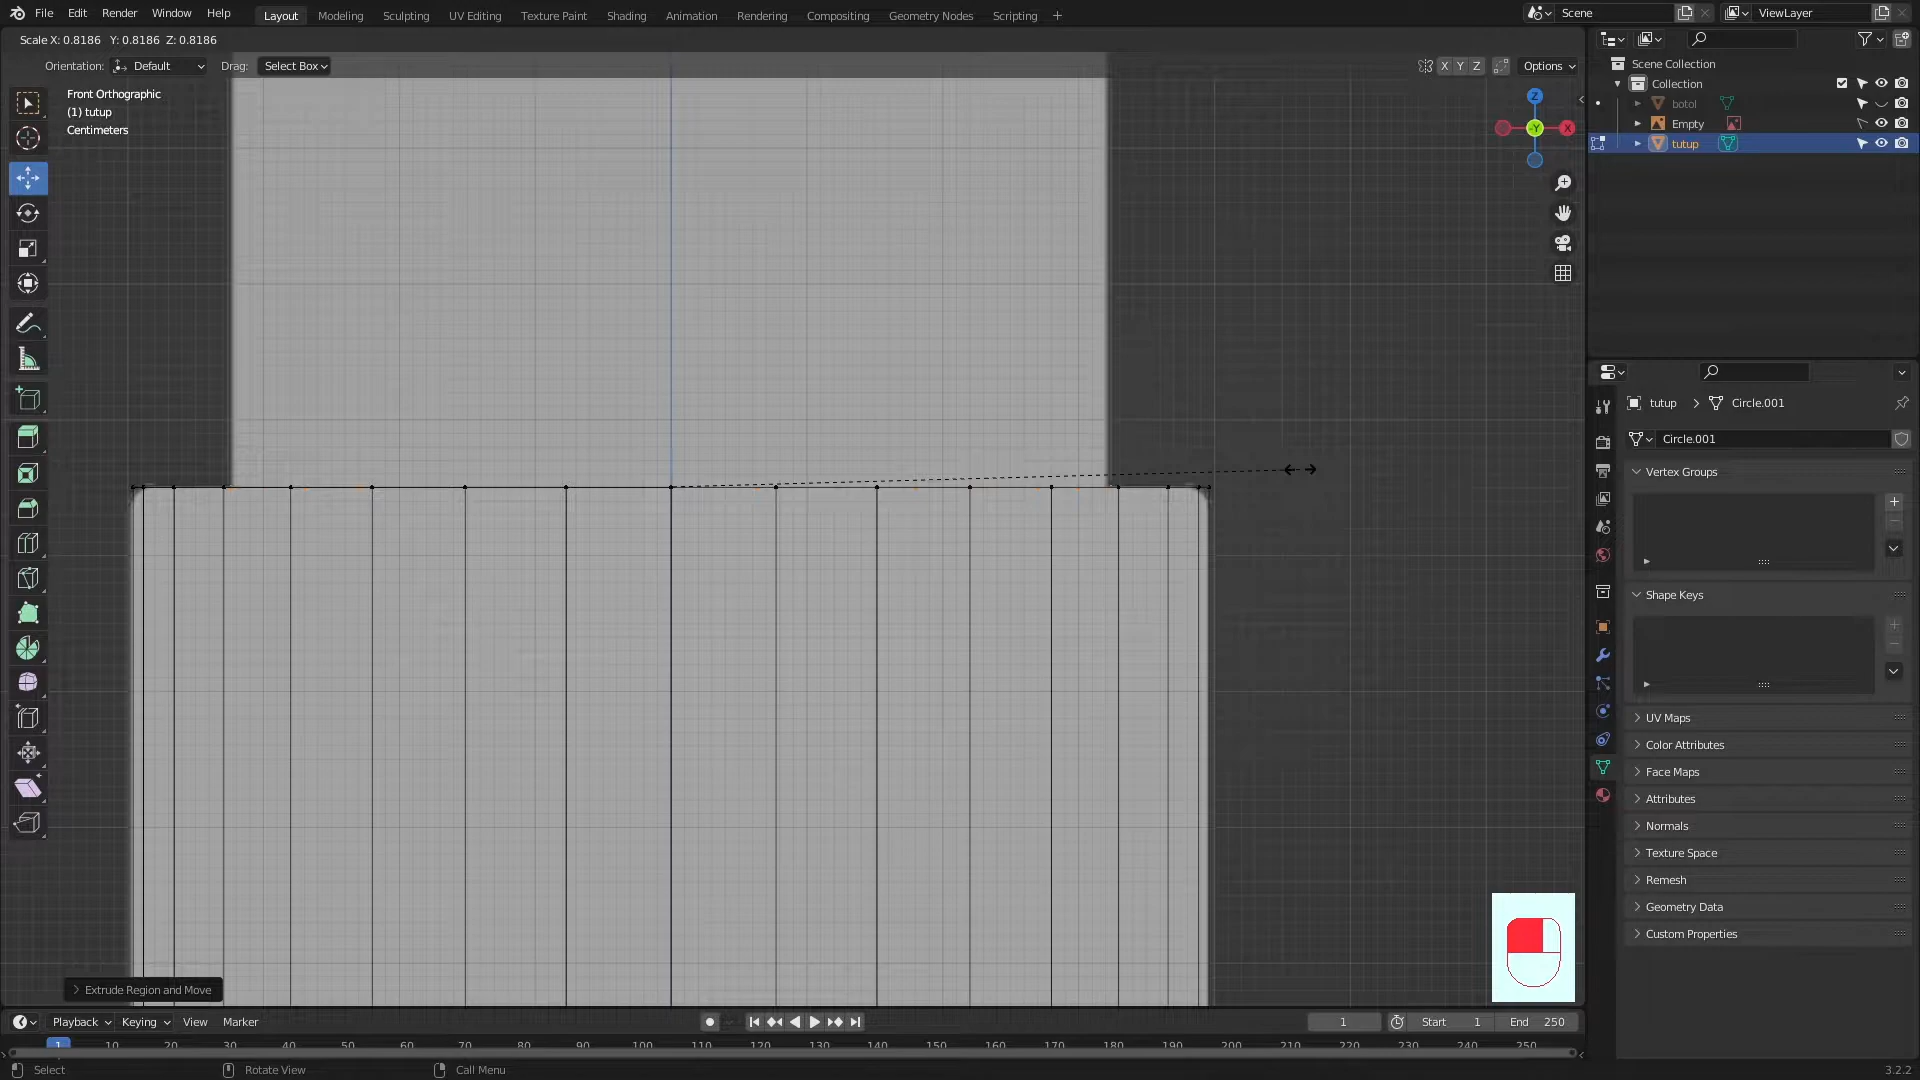 File Edit Render Window Help Layout Modeling Sculpting UV Editing Texture Paint Shading Animation Rendering Compositing Geometry Nodes Scripting + Scene ViewLayer
Scale X: 0.8186 Y: 0.8186 Z: 0.8186
Orientation: Default Drag: Select Box X Y Z Options
Front Orthographic
(1) tutup
Centimeters
Z
-Y X
Scene Collection
Collection
botol
Empty
tutup
tutup > Circle.001
Circle.001
Vertex Groups
Shape Keys
UV Maps
Color Attributes
Face Maps
Attributes
Normals
Texture Space
Remesh
Geometry Data
Custom Properties
> Extrude Region and Move
Playback Keying View Marker 1 Start 1 End 250
1 10 20 30 40 50 60 70 80 90 100 110 120 130 140 150 160 170 180 190 200 210 220 230 240 250
Select Rotate View Call Menu 3.2.2